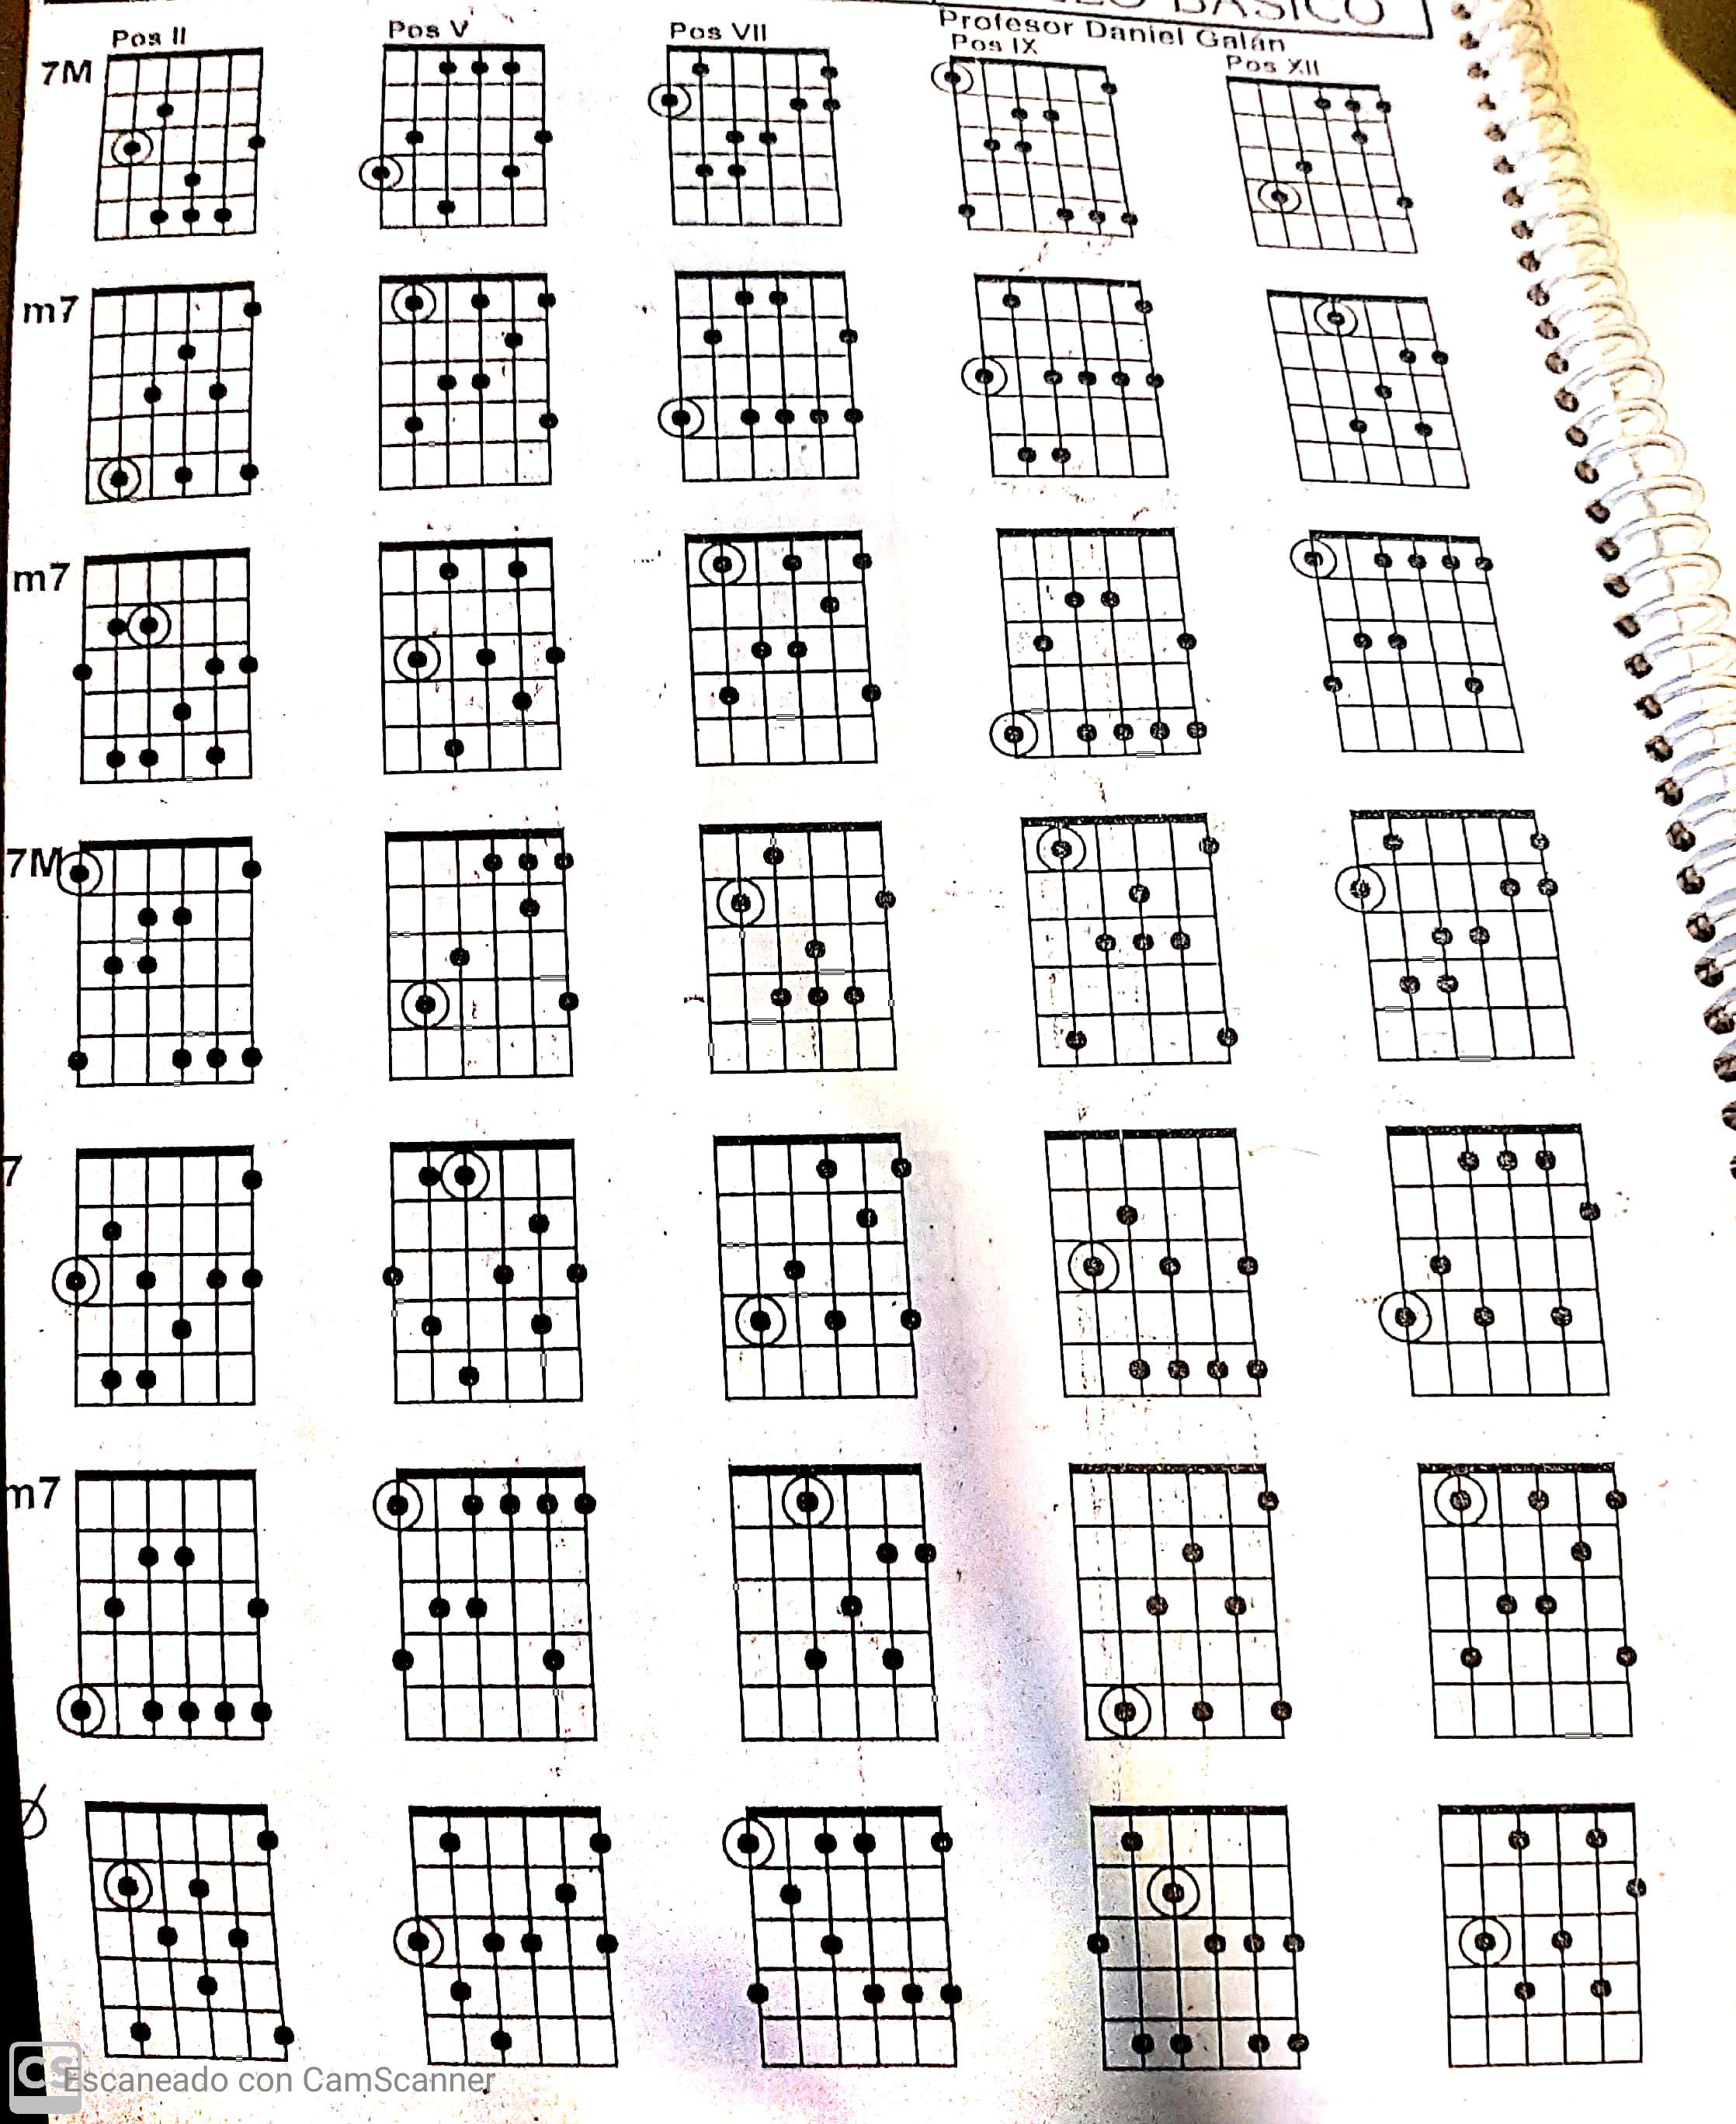 BASICO
Profesor Daniel Galán
Pos II
Pos V
Pos VII
Pos IX
Pos XII
7M
m7
m7
7M
7
m7
Ø
CS Escaneado con CamScanner